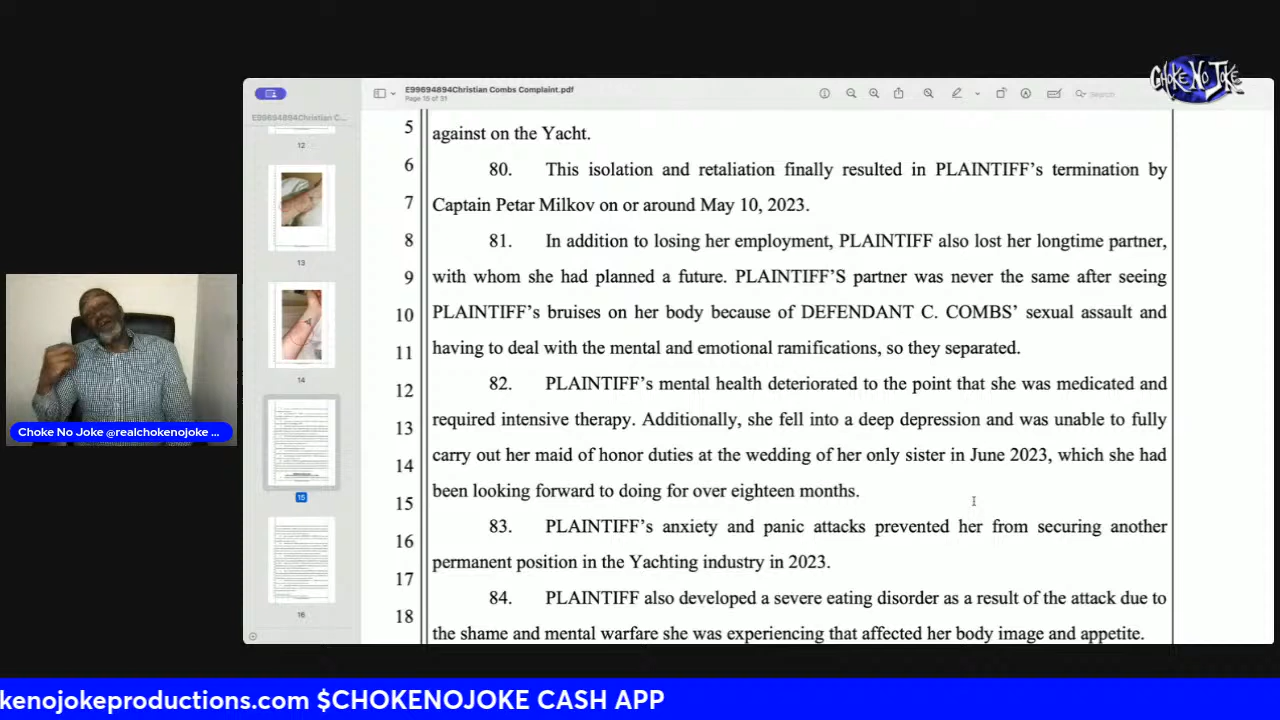 CHOKE NO JOKE
E99694894Christian Combs Complaint.pdf
Page 15 of 31
Search
E99694894Christian C...
12
13
14
15
16
5 against on the Yacht.
6 80. This isolation and retaliation finally resulted in PLAINTIFF's termination by
7 Captain Petar Milkov on or around May 10, 2023.
8 81. In addition to losing her employment, PLAINTIFF also lost her longtime partner,
9 with whom she had planned a future. PLAINTIFF'S partner was never the same after seeing
10 PLAINTIFF's bruises on her body because of DEFENDANT C. COMBS' sexual assault and
11 having to deal with the mental and emotional ramifications, so they separated.
12 82. PLAINTIFF's mental health deteriorated to the point that she was medicated and
13 required intensive therapy. Additionally, she fell into a deep depression and was unable to fully
14 carry out her maid of honor duties at the wedding of her only sister in June 2023, which she had
15 been looking forward to doing for over eighteen months.
16 83. PLAINTIFF's anxiety and panic attacks prevented her from securing another
17 permanent position in the Yachting industry in 2023.
18 84. PLAINTIFF also developed a severe eating disorder as a result of the attack due to
the shame and mental warfare she was experiencing that affected her body image and appetite.
Choke No Joke @realchokenojoke ...
kenojokeproductions.com $CHOKENOJOKE CASH APP